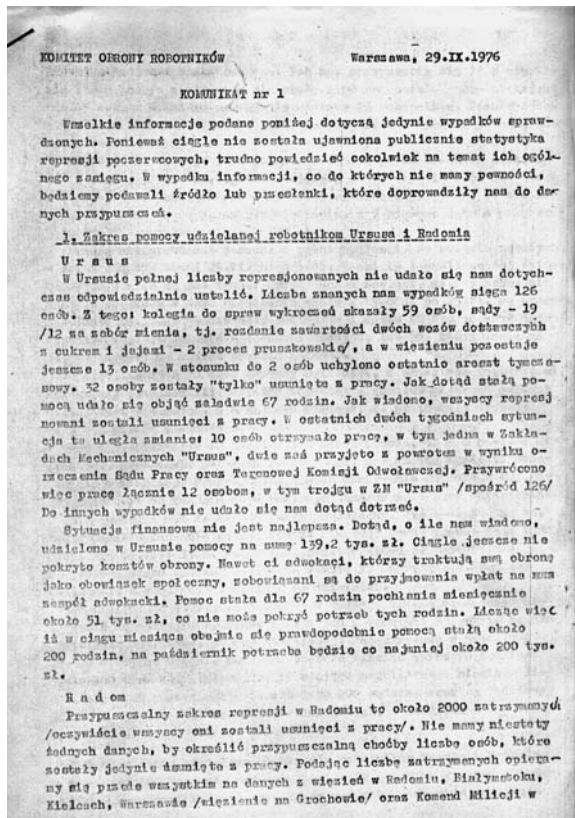 KOMITET OBRONY ROBOTNIKÓW Warszawa, 29.IX.1976
KOMUNIKAT nr 1
Wszelkie informacje podane poniżej dotyczą jedynie wypadków spraw-
dzonych. Ponieważ ciągle nie została ujawniona publicznie statystyka
represji poczerwcowych, trudno powiedzieć cokolwiek na temat ich ogól-
nego zasięgu. W wypadku informacji, co do których nie mamy pewności,
będziemy podawali źródło lub przesłanki, które doprowadziły nas do da-
nych przypuszczeń.
1. Zakres pomocy udzielanej robotnikom Ursusa i Radomia
U r s u s
W Ursusie pełnej liczby represjonowanych nie udało się nam dotych-
czas odpowiedzialnie ustalić. Liczba znanych nam wypadków sięga 126
osób. Z tego: kolegia do spraw wykroczeń skazały 59 osób, sądy - 19
/12 za zabór mienia, tj. rozdanie zawartości dwóch wozów dostawczych
z cukrem i jajami - 2 proces pruszkowski/, a w więzieniu pozostaje
jeszcze 13 osób. W stosunku do 2 osób uchylono ostatnio areszt tymcza-
sowy. 32 osoby zostały "tylko" usunięte z pracy. Jak dotąd stałą po-
mocą udało się objąć zaledwie 67 rodzin. Jak wiadomo, wszyscy represj
nowani zostali usunięci z pracy. W ostatnich dwóch tygodniach sytua-
cja ta uległa zmianie: 10 osób otrzymało pracę, w tym jedna w Zakła-
dach Mechanicznych "Ursus", dwie zaś przyjęto z powrotem w wyniku o-
rzeczenia Sądu Pracy oraz Terenowej Komisji Odwoławczej. Przywrócono
więc pracę łącznie 12 osobom, w tym trojgu w ZM "Ursus" /spośród 126/
Do innych wypadków nie udało się nam dotąd dotrzeć.
Sytuacja finansowa nie jest najlepsza. Dotąd, o ile nam wiadomo,
udzielono w Ursusie pomocy na sumę 139,2 tys. zł. Ciągle jeszcze nie
pokryto kosztów obrony. Nawet ci adwokaci, którzy traktują swą obronę
jako obowiązek społeczny, zobowiązani są do przyjmowania wpłat na
zespół adwokacki. Pomoc stała dla 67 rodzin pochłania miesięcznie
około 51 tys. zł, co nie może pokryć potrzeb tych rodzin. Licząc więc
iż w ciągu miesiąca obejmie się prawdopodobnie pomocą stałą około
200 rodzin, na październik potrzeba będzie co najmniej około 200 tys.
zł.
R a d om
Przypuszczalny zakres represji w Radomiu to około 2000 zatrzymanych
/oczywiście wszyscy oni zostali usunięci z pracy/. Nie mamy niestety
żadnych danych, by określić przypuszczalną choćby liczbę osób, które
zostały jedynie usunięte z pracy. Podając liczbę zatrzymanych opiera-
my się przede wszystkim na danych z więzień w Radomiu, Białymstoku,
Kielcach, Warszawie /więzienie na Grochowie/ oraz Komend Milicji w